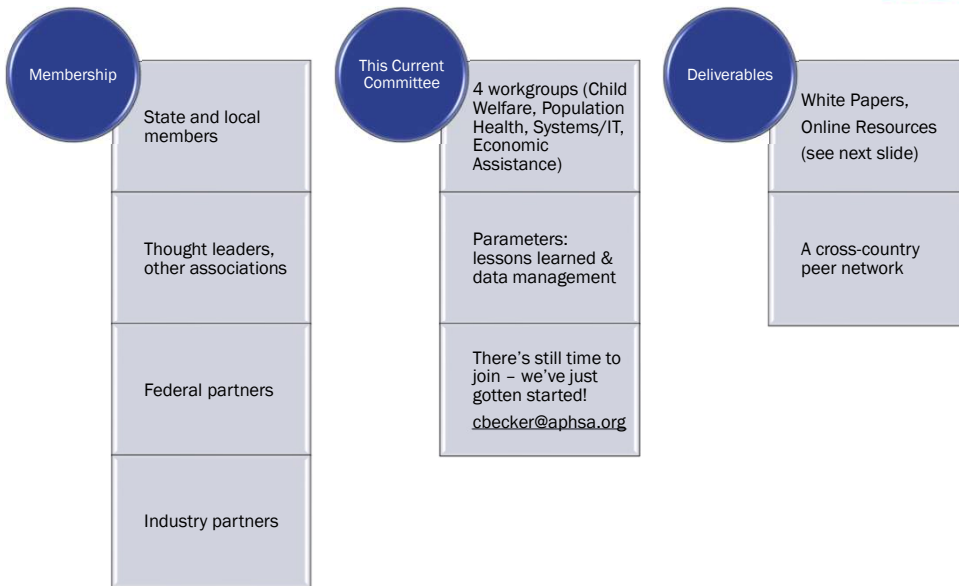 Membership
State and local
members
Thought leaders,
other associations
Federal partners
Industry partners
This Current
Committee
4 workgroups (Child
Welfare, Population
Health, Systems/IT,
Economic
Assistance)
Parameters:
lessons learned &
data management
There’s still time to
join – we’ve just
gotten started!
cbecker@aphsa.org
Deliverables
White Papers,
Online Resources
(see next slide)
A cross-country
peer network